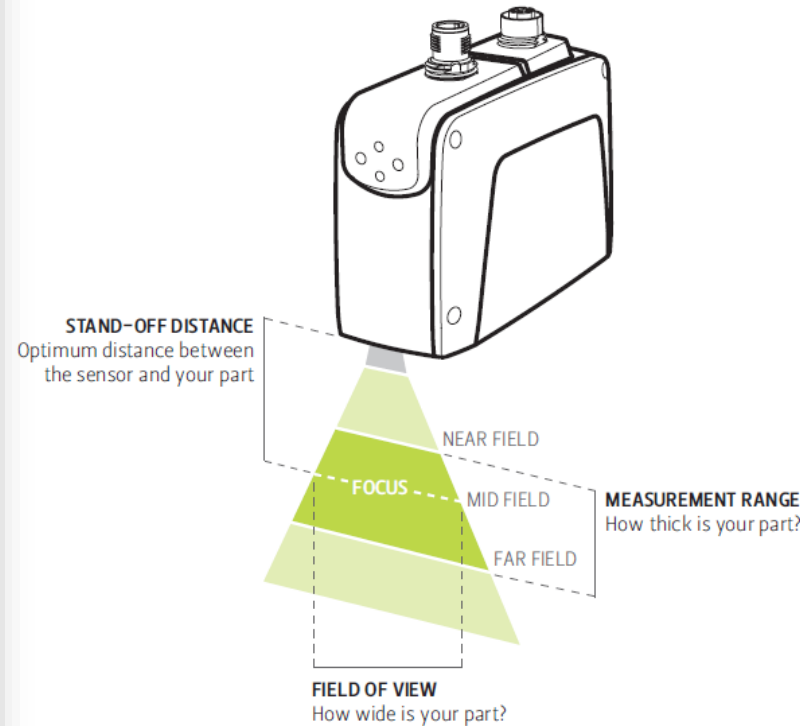 STAND-OFF DISTANCE
Optimum distance between
the sensor and your part
NEAR FIELD
FOCUS
MID FIELD
MEASUREMENT RANGE
How thick is your part?
FAR FIELD
FIELD OF VIEW
How wide is your part?